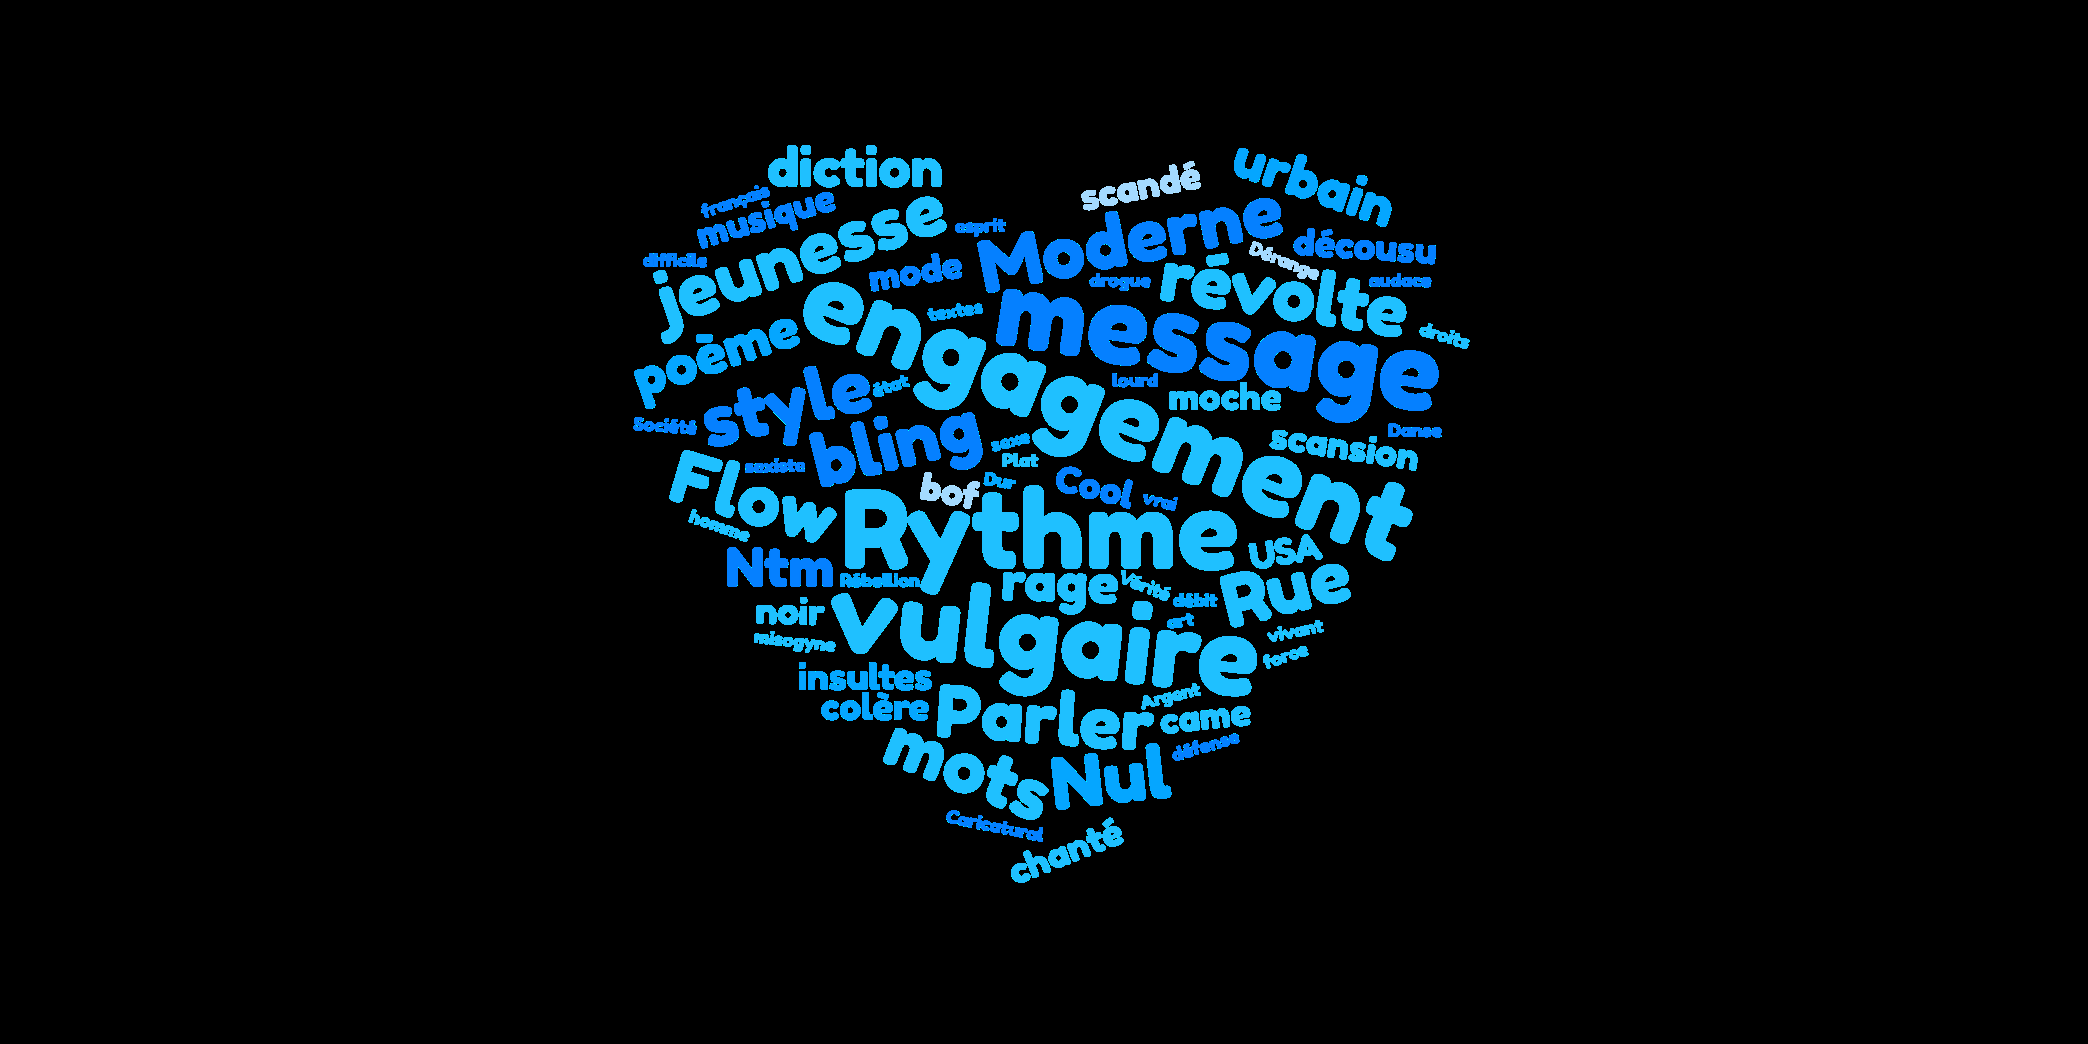 diction
urbain
scandé
français
musique
jeunesse
esprit
Moderne
décousu
difficile
mode
drogue
Dérange
révolte
audace
engagement
textes
message
droits
poème
style
état
lourd
moche
Société
bling
sexe
Danse
scansion
sexiste
Plat
Flow
bof
Dur
Cool
vrai
homme
Rythme
USA
Ntm
Rébellion
rage
Vérité
débit
Rue
noir
vulgaire
art
vivant
misogyne
force
insultes
colère
Parler
Argent
came
mots
Nul
défense
Caricatural
chanté